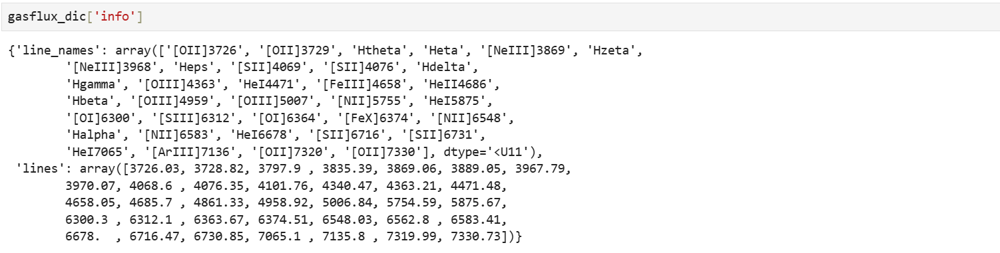 gasflux_dic['info']
{'line_names': array(['[OII]3726', '[OII]3729', 'Htheta', 'Heta', '[NeIII]3869', 'Hzeta',
'[NeIII]3968', 'Heps', '[SII]4069', '[SII]4076', 'Hdelta',
'Hgamma', '[OIII]4363', 'HeI4471', '[FeIII]4658', 'HeII4686',
'Hbeta', '[OIII]4959', '[OIII]5007', '[NII]5755', 'HeI5875',
'[OI]6300', '[SIII]6312', '[OI]6364', '[FeX]6374', '[NII]6548',
'Halpha', '[NII]6583', 'HeI6678', '[SII]6716', '[SII]6731',
'HeI7065', '[ArIII]7136', '[OII]7320', '[OII]7330'], dtype='<U11'),
'lines': array([3726.03, 3728.82, 3797.9 , 3835.39, 3869.06, 3889.05, 3967.79,
3970.07, 4068.6 , 4076.35, 4101.76, 4340.47, 4363.21, 4471.48,
4658.05, 4685.7 , 4861.33, 4958.92, 5006.84, 5754.59, 5875.67,
6300.3 , 6312.1 , 6363.67, 6374.51, 6548.03, 6562.8 , 6583.41,
6678.  , 6716.47, 6730.85, 7065.1 , 7135.8 , 7319.99, 7330.73])}